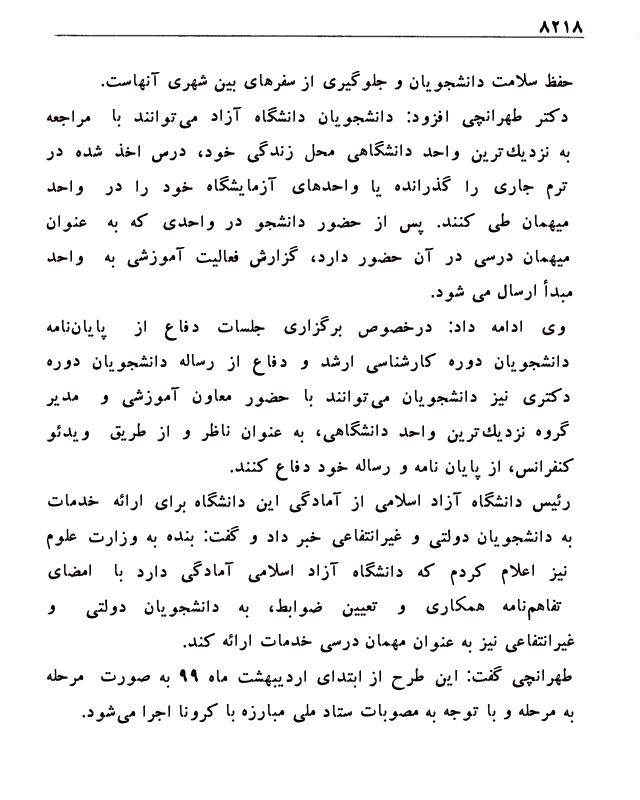 ۸۲۱۸
حفظ سلامت دانشجویان و جلوگیری از سفرهای بین شهری آنهاست.
دکتر طهرانچی افزود: دانشجویان دانشگاه آزاد می‌توانند با مراجعه
به نزدیک‌ترین واحد دانشگاهی محل زندگی خود، درس اخذ شده در
ترم جاری را گذرانده یا واحدهای آزمایشگاه خود را در واحد
میهمان طی کنند. پس از حضور دانشجو در واحدی که به عنوان
میهمان درسی در آن حضور دارد، گزارش فعالیت آموزشی به واحد
مبدأ ارسال می شود.
وی ادامه داد: درخصوص برگزاری جلسات دفاع از پایان‌نامه
دانشجویان دوره کارشناسی ارشد و دفاع از رساله دانشجویان دوره
دکتری نیز دانشجویان می‌توانند با حضور معاون آموزشی و مدیر
گروه نزدیک‌ترین واحد دانشگاهی، به عنوان ناظر و از طریق ویدئو
کنفرانس، از پایان نامه و رساله خود دفاع کنند.
رئیس دانشگاه آزاد اسلامی از آمادگی این دانشگاه برای ارائه خدمات
به دانشجویان دولتی و غیرانتفاعی خبر داد و گفت: بنده به وزارت علوم
نیز اعلام کردم که دانشگاه آزاد اسلامی آمادگی دارد با امضای
تفاهم‌نامه همکاری و تعیین ضوابط، به دانشجویان دولتی و
غیرانتفاعی نیز به عنوان مهمان درسی خدمات ارائه کند.
طهرانچی گفت: این طرح از ابتدای اردیبهشت ماه ۹۹ به صورت مرحله
به مرحله و با توجه به مصوبات ستاد ملی مبارزه با کرونا اجرا می‌شود.